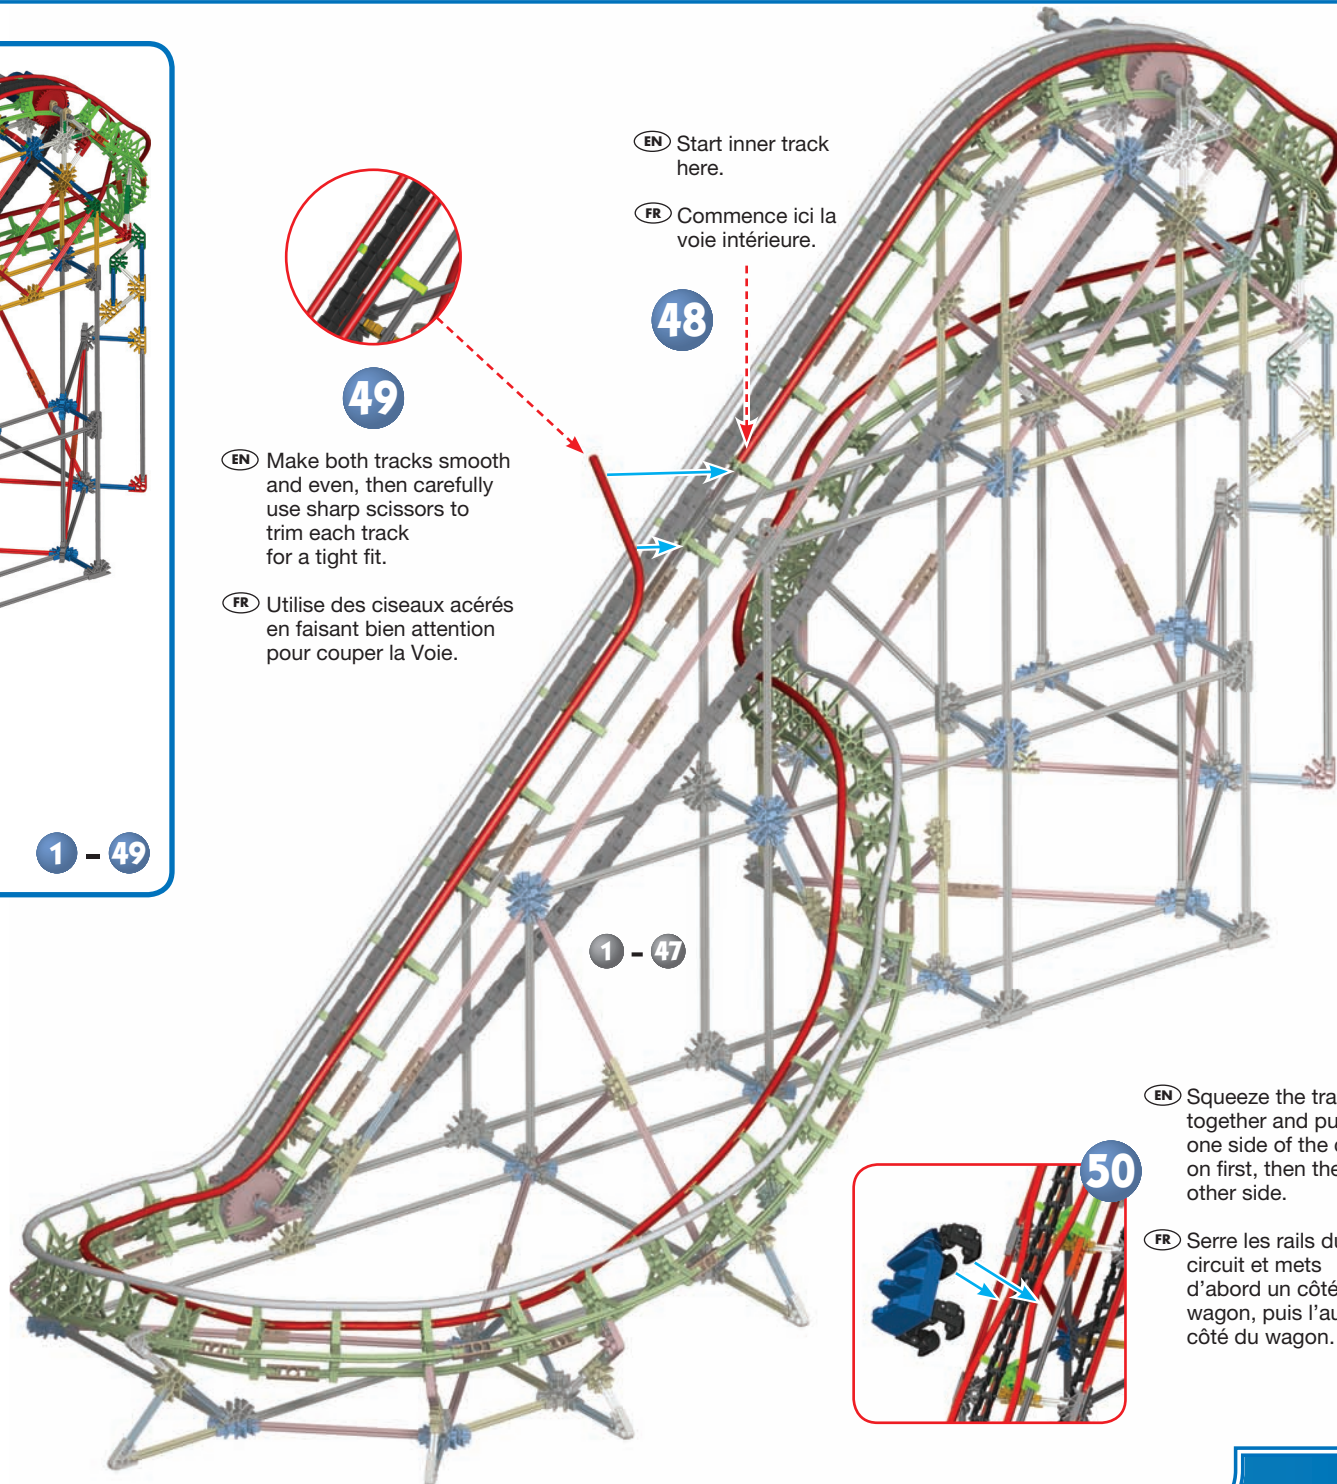 EN Start inner track
here.
FR Commence ici la
voie intérieure.
48
49
EN Make both tracks smooth
and even, then carefully
use sharp scissors to
trim each track
for a tight fit.
FR Utilise des ciseaux acérés
en faisant bien attention
pour couper la Voie.
1 - 49
1 - 47
50
EN Squeeze the
together and
one side of the
on first, then the
other side.
FR Serre les rails du
circuit et mets
d'abord un côté
wagon, puis
côté du wagon.